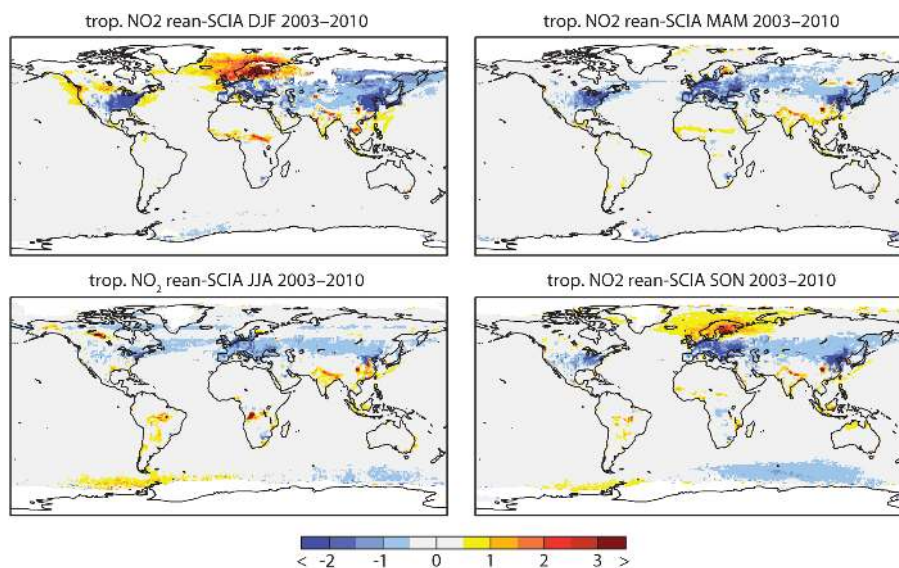 trop. NO2 rean-SCIA DJF 2003–2010
trop. NO2 rean-SCIA MAM 2003–2010
trop. NO₂ rean-SCIA JJA 2003–2010
trop. NO2 rean-SCIA SON 2003–2010
< -2 -1 0 1 2 3 >